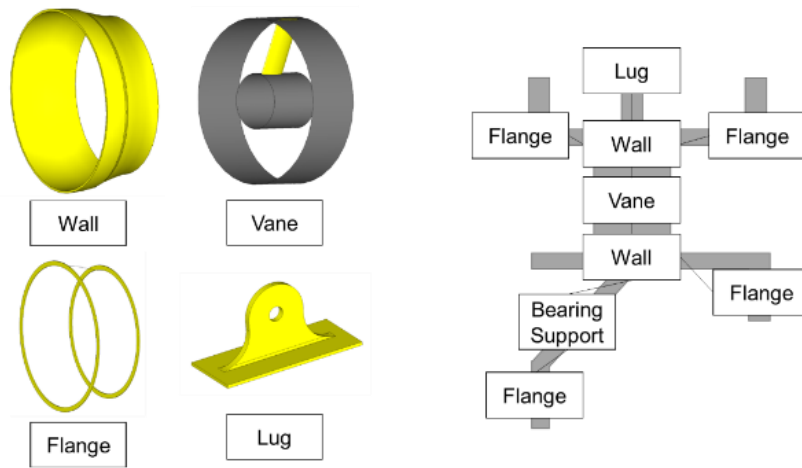 Wall
Vane
Flange
Lug
Lug
Flange
Wall
Flange
Vane
Wall
Flange
Bearing
Support
Flange